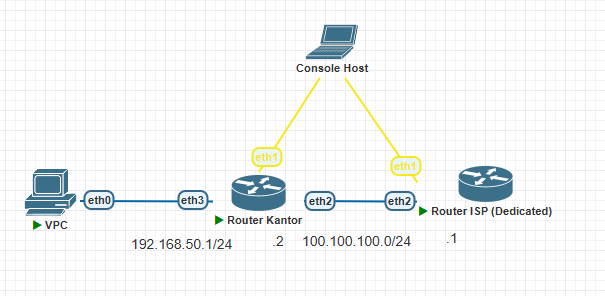 Console Host
eth1
eth1
eth0
eth3
eth2
eth2
VPC
Router Kantor
Router ISP (Dedicated)
192.168.50.1/24
.2
100.100.100.0/24
.1